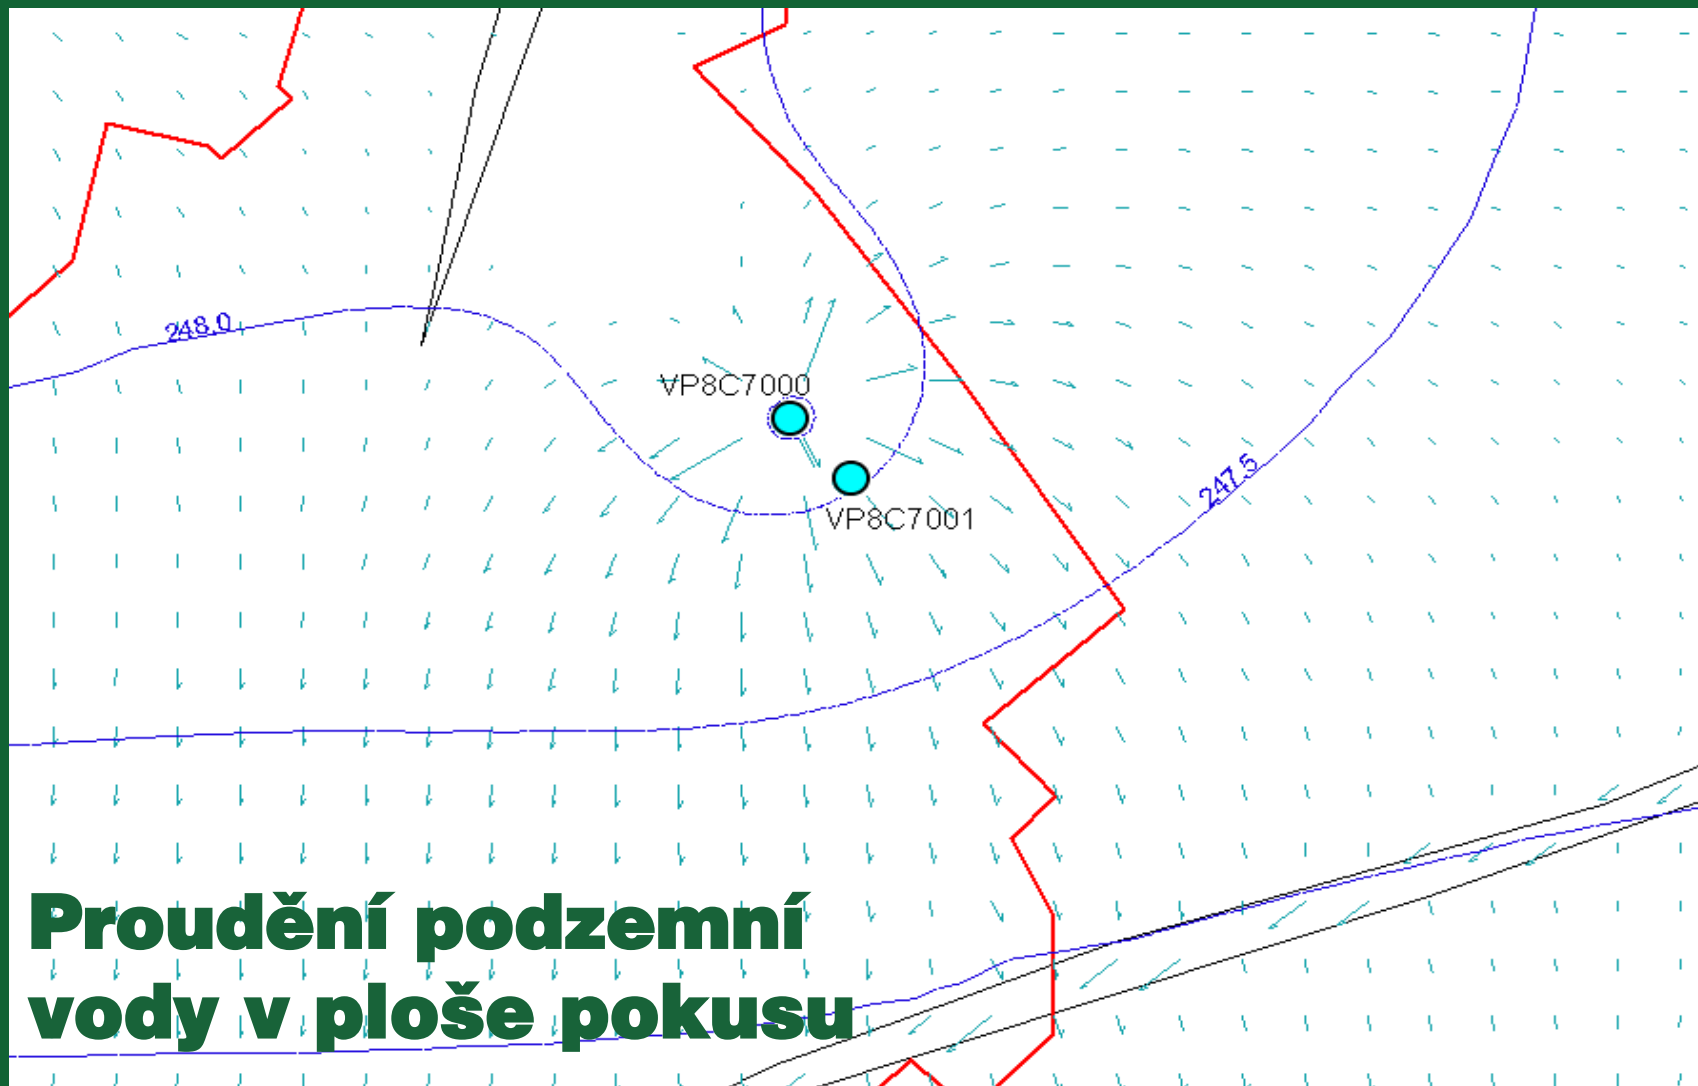 248.0
VP8C7000
247.5
VP8C7001
Proudění podzemní
vody v ploše pokusu